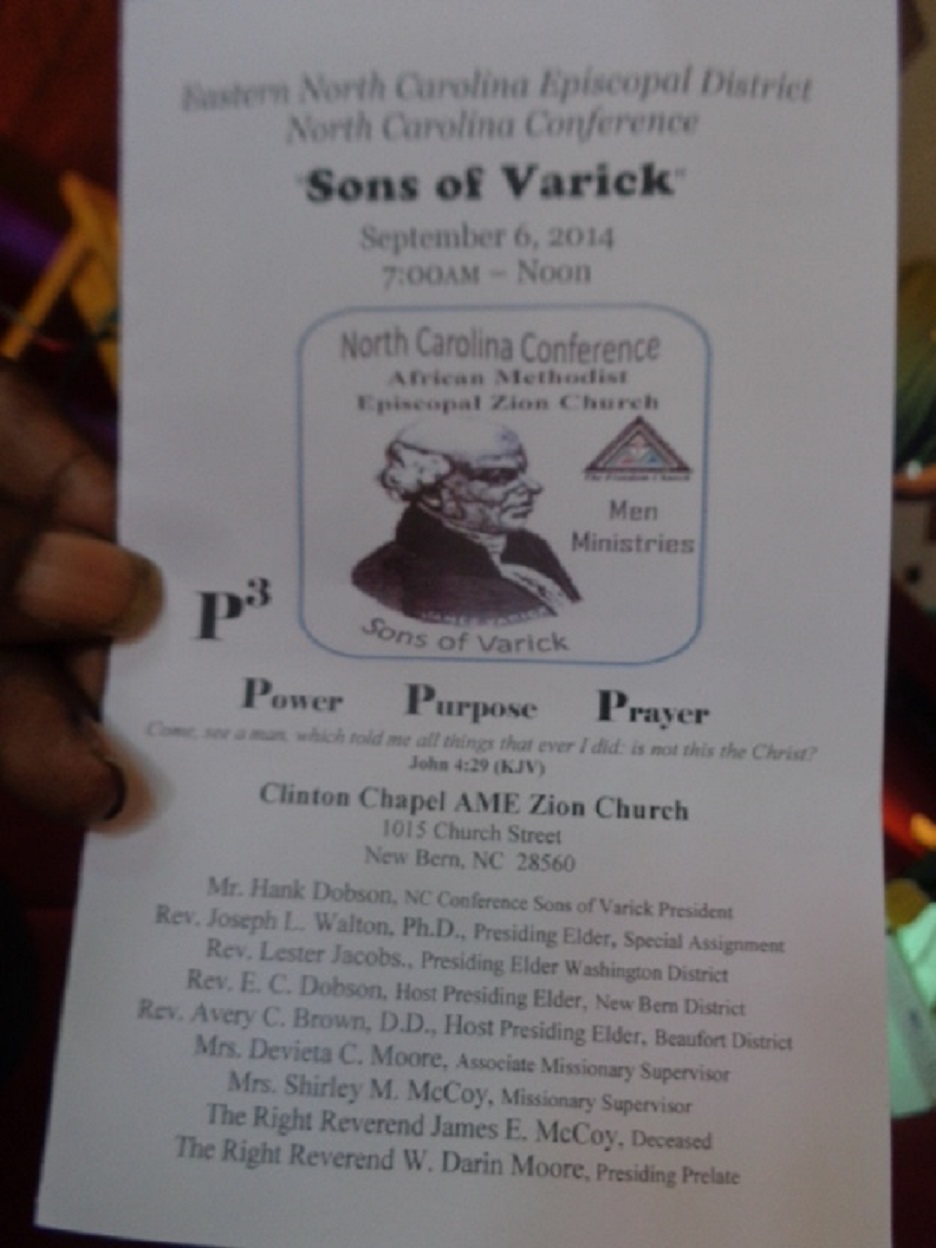 Eastern North Carolina Episcopal District
North Carolina Conference
"Sons of Varick"
September 6, 2014
7:00AM – Noon
North Carolina Conference
African Methodist
Episcopal Zion Church
The Freedom Church
Men
Ministries
Sons of Varick
P³
Power Purpose Prayer
Come, see a man, which told me all things that ever I did: is not this the Christ?
John 4:29 (KJV)
Clinton Chapel AME Zion Church
1015 Church Street
New Bern, NC 28560
Mr. Hank Dobson, NC Conference Sons of Varick President
Rev. Joseph L. Walton, Ph.D., Presiding Elder, Special Assignment
Rev. Lester Jacobs., Presiding Elder Washington District
Rev. E. C. Dobson, Host Presiding Elder, New Bern District
Rev. Avery C. Brown, D.D., Host Presiding Elder, Beaufort District
Mrs. Devieta C. Moore, Associate Missionary Supervisor
Mrs. Shirley M. McCoy, Missionary Supervisor
The Right Reverend James E. McCoy, Deceased
The Right Reverend W. Darin Moore, Presiding Prelate